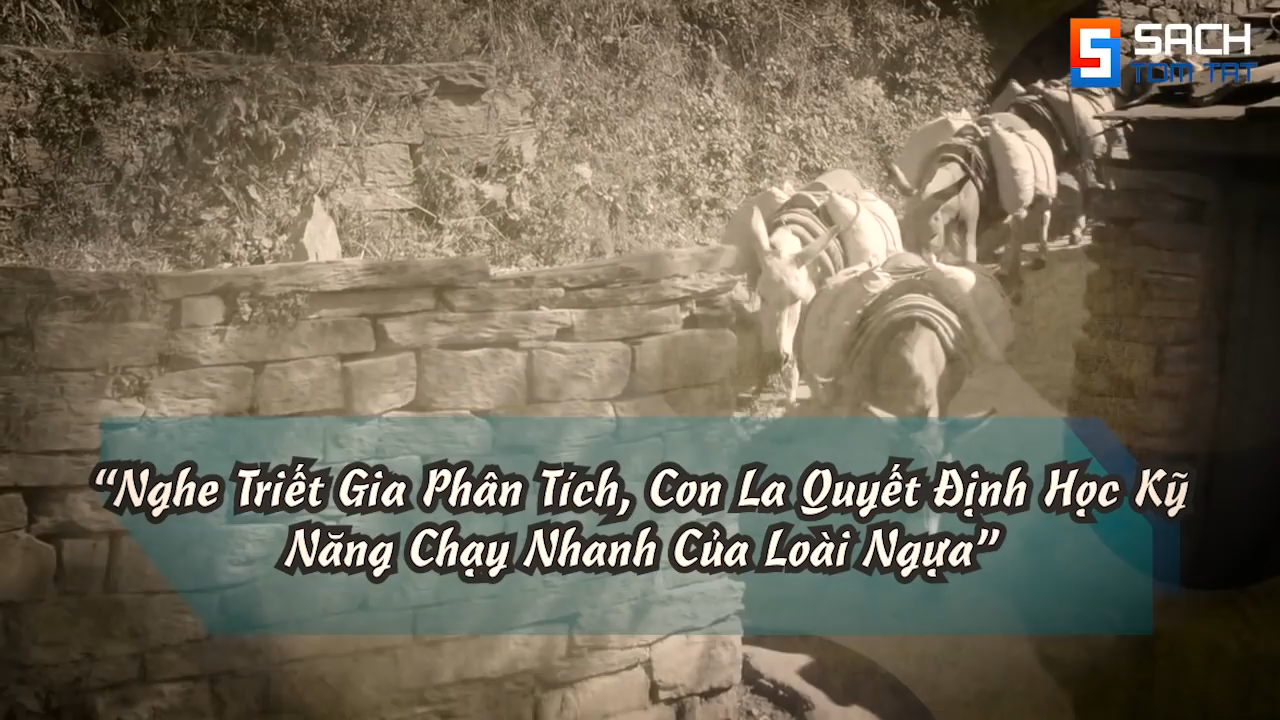 SACH
TOM TAT
“Nghe Triết Gia Phân Tích, Con La Quyết Định Học Kỹ
Năng Chạy Nhanh Của Loài Ngựa”